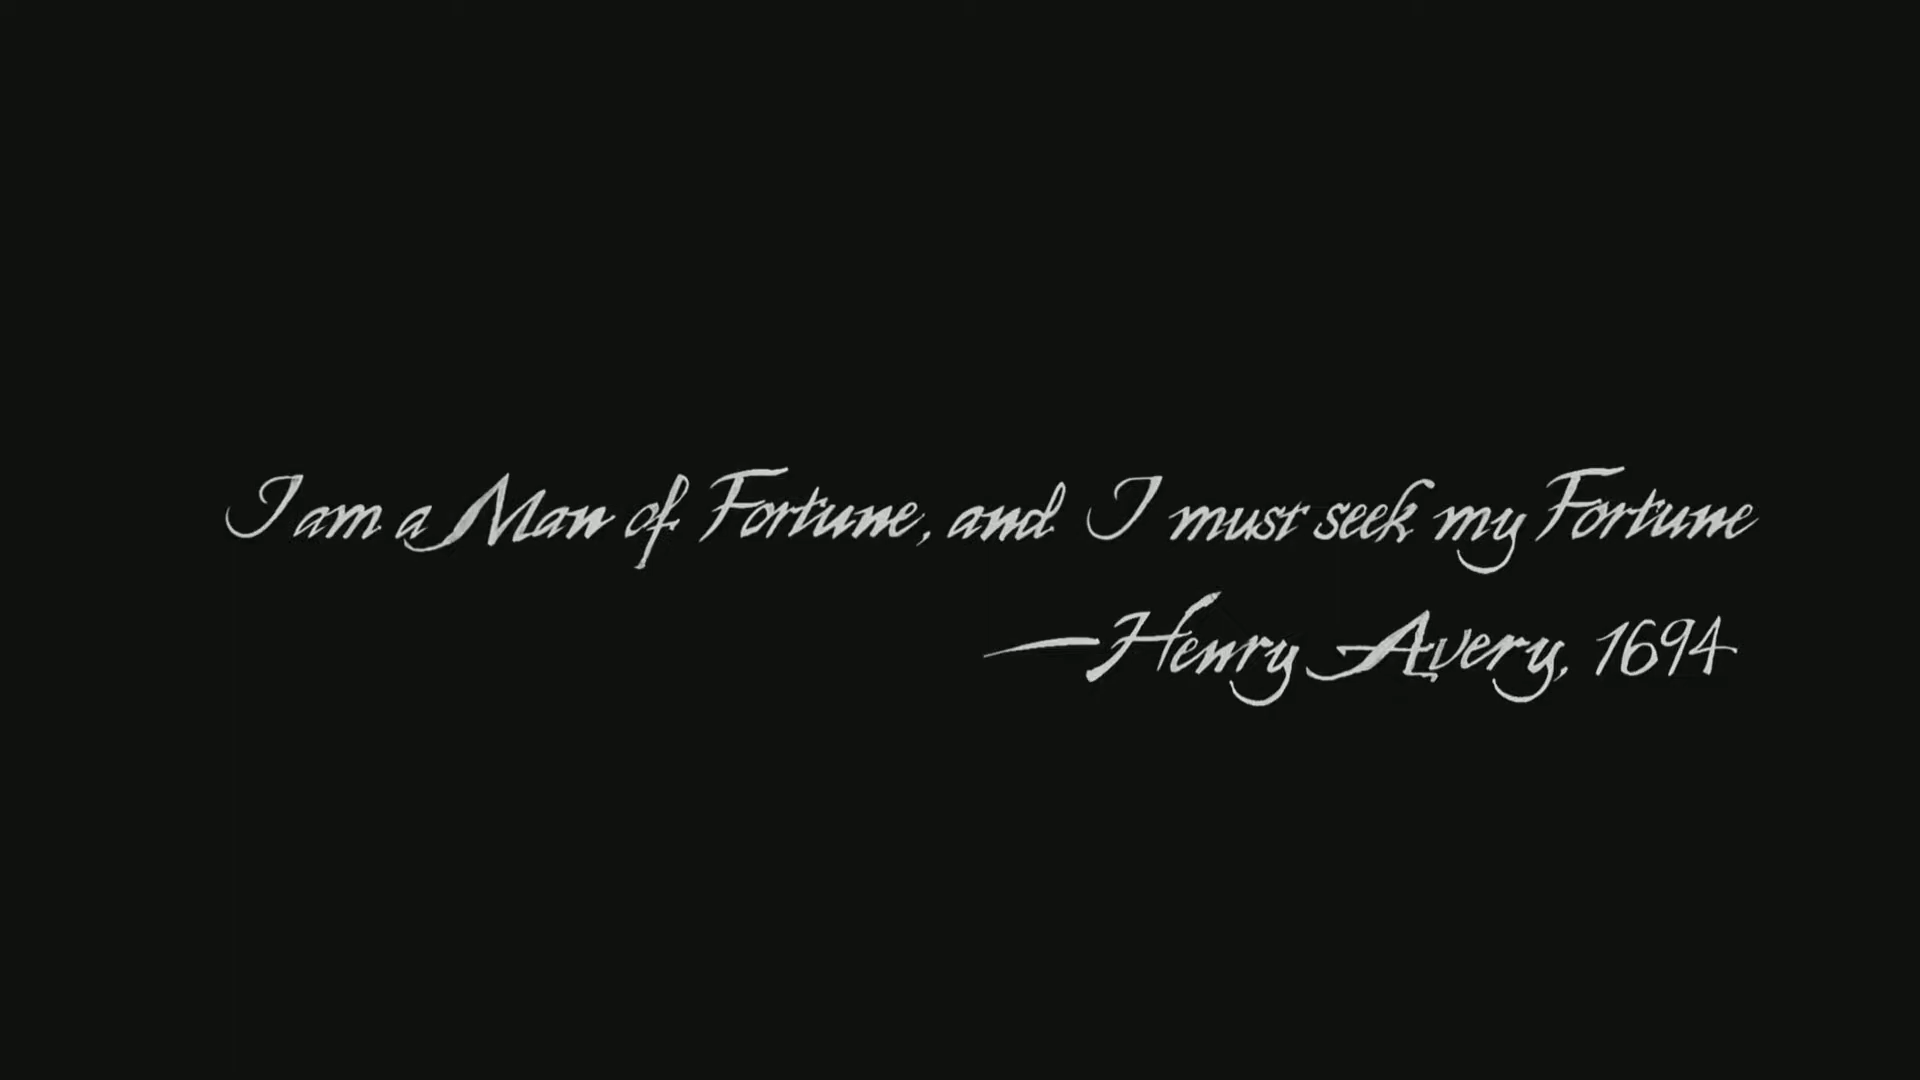 I am a Man of Fortune, and I must seek my Fortune
—Henry Avery, 1694